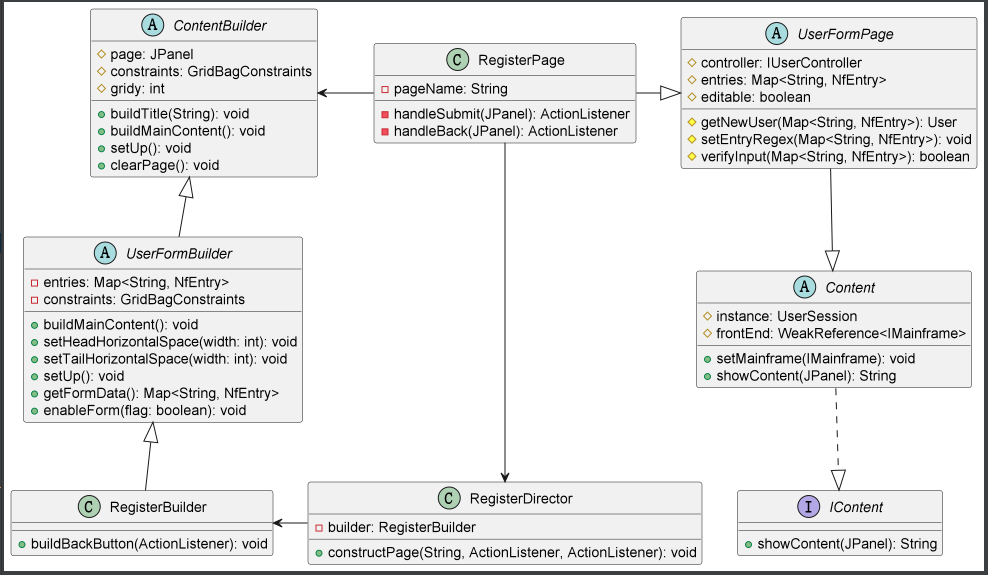 A ContentBuilder
page: JPanel
constraints: GridBagConstraints
gridy: int
buildTitle(String): void
buildMainContent(): void
setUp(): void
clearPage(): void
C RegisterPage
pageName: String
handleSubmit(JPanel): ActionListener
handleBack(JPanel): ActionListener
A UserFormPage
controller: IUserController
entries: Map<String, NfEntry>
editable: boolean
getNewUser(Map<String, NfEntry>): User
setEntryRegex(Map<String, NfEntry>): void
verifyInput(Map<String, NfEntry>): boolean
A UserFormBuilder
entries: Map<String, NfEntry>
constraints: GridBagConstraints
buildMainContent(): void
setHeadHorizontalSpace(width: int): void
setTailHorizontalSpace(width: int): void
setUp(): void
getFormData(): Map<String, NfEntry>
enableForm(flag: boolean): void
A Content
instance: UserSession
frontEnd: WeakReference<IMainframe>
setMainframe(IMainframe): void
showContent(JPanel): String
C RegisterBuilder
buildBackButton(ActionListener): void
C RegisterDirector
builder: RegisterBuilder
constructPage(String, ActionListener, ActionListener): void
I IContent
showContent(JPanel): String